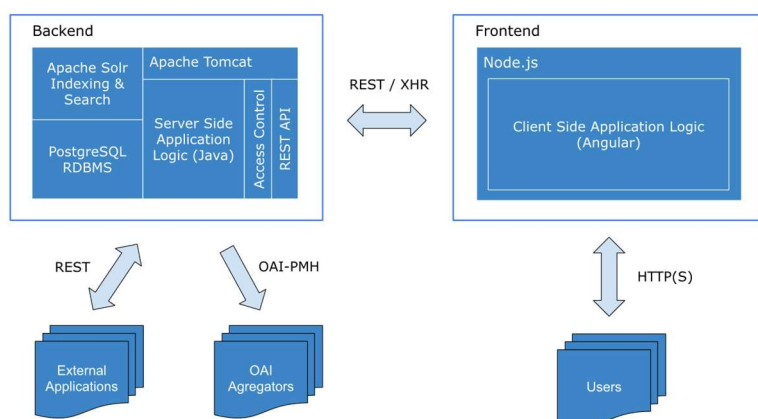 Backend
Apache Solr
Indexing &
Search
PostgreSQL
RDBMS
Apache Tomcat
Server Side
Application
Logic (Java)
Access Control
REST API
REST / XHR
Frontend
Node.js
Client Side Application Logic
(Angular)
REST
OAI-PMH
HTTP(S)
External
Applications
OAI
Agregators
Users